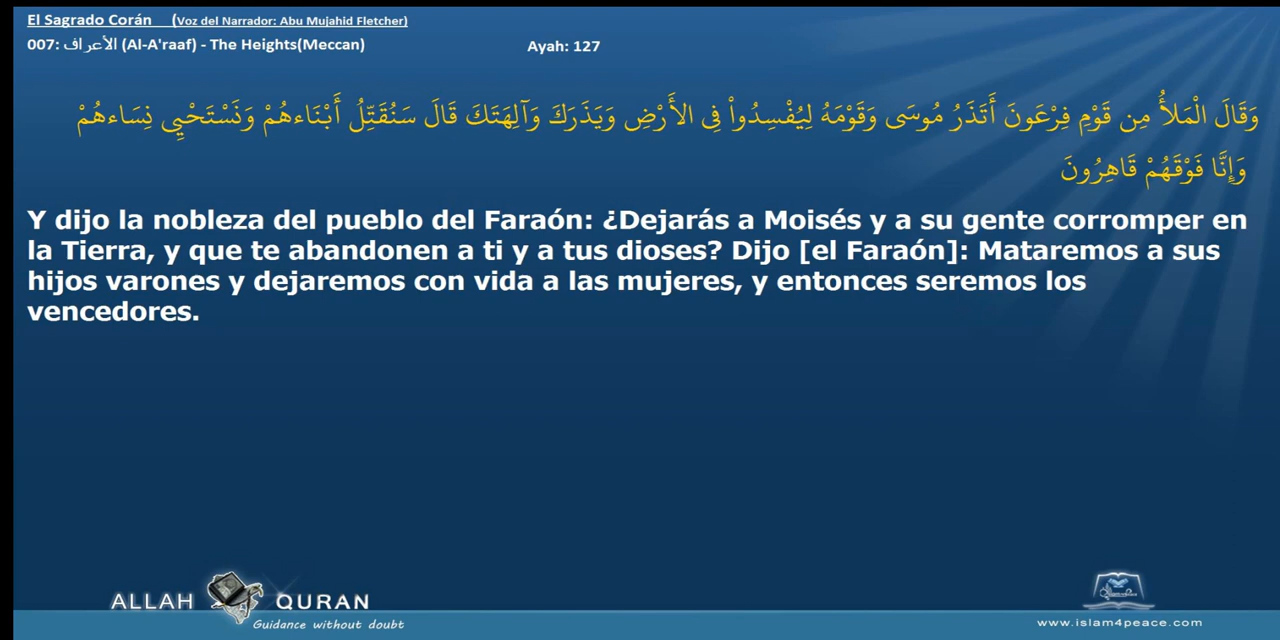 El Sagrado Corán (Voz del Narrador: Abu Mujahid Fletcher)
007: الأعراف (Al-A'raaf) - The Heights(Meccan) Ayah: 127
وَقَالَ الْمَلأُ مِن قَوْمِ فِرْعَونَ أَتَذَرُ مُوسَى وَقَوْمَهُ لِيُفْسِدُواْ فِي الأَرْضِ وَيَذَرَكَ وَآلِهَتَكَ قَالَ سَنُقَتِّلُ أَبْنَاءهُمْ وَنَسْتَحْيِي نِسَاءهُمْ
وَإِنَّا فَوْقَهُمْ قَاهِرُونَ
Y dijo la nobleza del pueblo del Faraón: ¿Dejarás a Moisés y a su gente corromper en
la Tierra, y que te abandonen a ti y a tus dioses? Dijo [el Faraón]: Mataremos a sus
hijos varones y dejaremos con vida a las mujeres, y entonces seremos los
vencedores.
ALLAH QURAN
Guidance without doubt
www.islam4peace.com